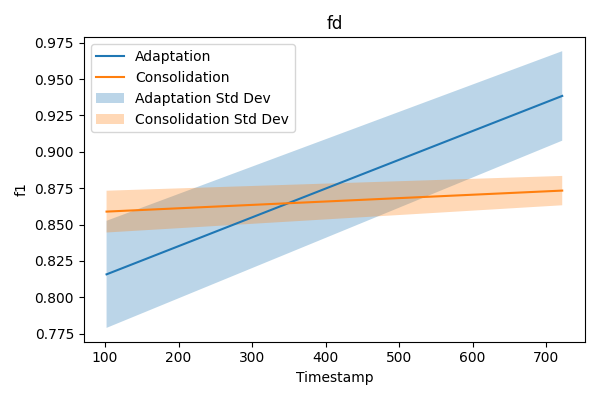 fd
0.975
0.950
0.925
0.900
0.875
0.850
0.825
0.800
0.775
f1
Adaptation
Consolidation
Adaptation Std Dev
Consolidation Std Dev
100
200
300
400
500
600
700
Timestamp